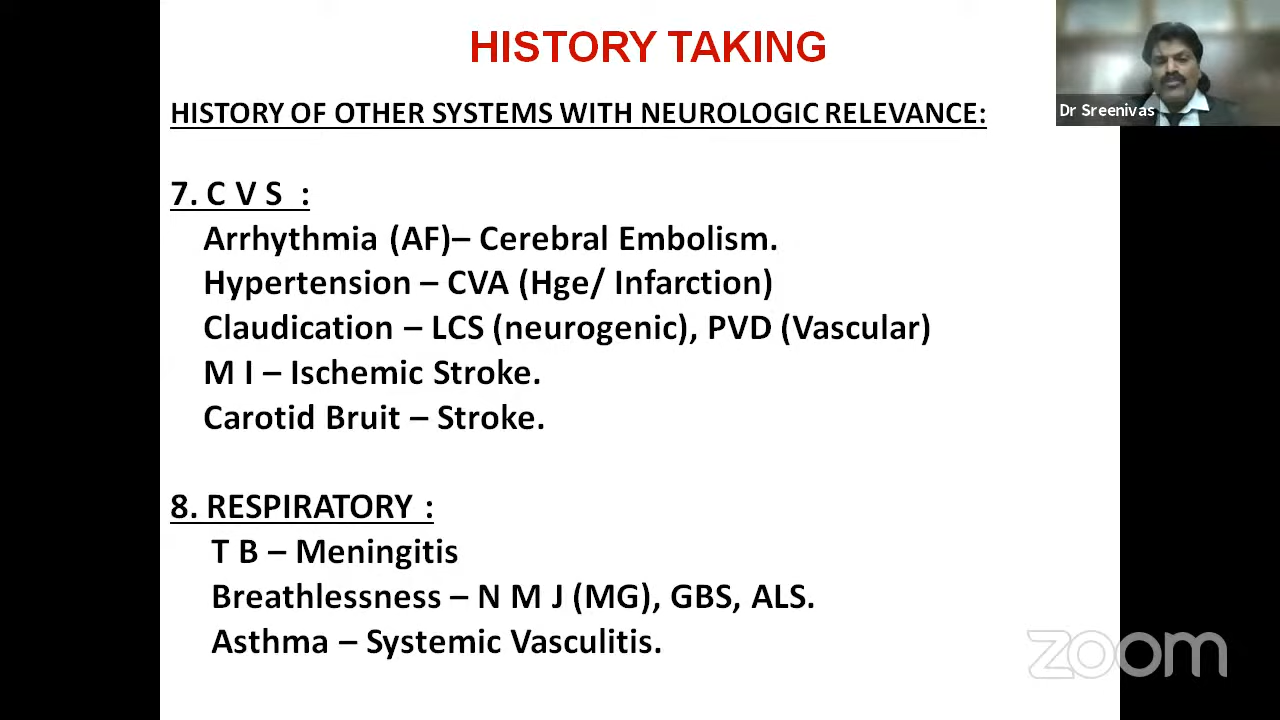 HISTORY TAKING
Dr Sreenivas
HISTORY OF OTHER SYSTEMS WITH NEUROLOGIC RELEVANCE:
7. C V S :
Arrhythmia (AF)– Cerebral Embolism.
Hypertension – CVA (Hge/ Infarction)
Claudication – LCS (neurogenic), PVD (Vascular)
M I – Ischemic Stroke.
Carotid Bruit – Stroke.
8. RESPIRATORY :
T B – Meningitis
Breathlessness – N M J (MG), GBS, ALS.
Asthma – Systemic Vasculitis.
zoom